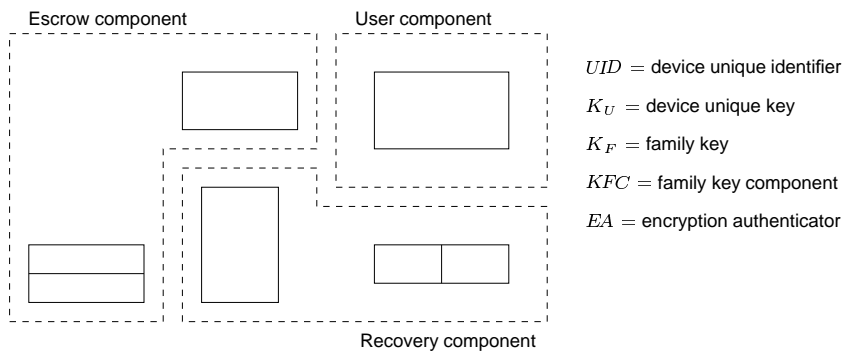 Escrow component
User component
UID = device unique identifier
K_U = device unique key
K_F = family key
KFC = family key component
EA = encryption authenticator
Recovery component